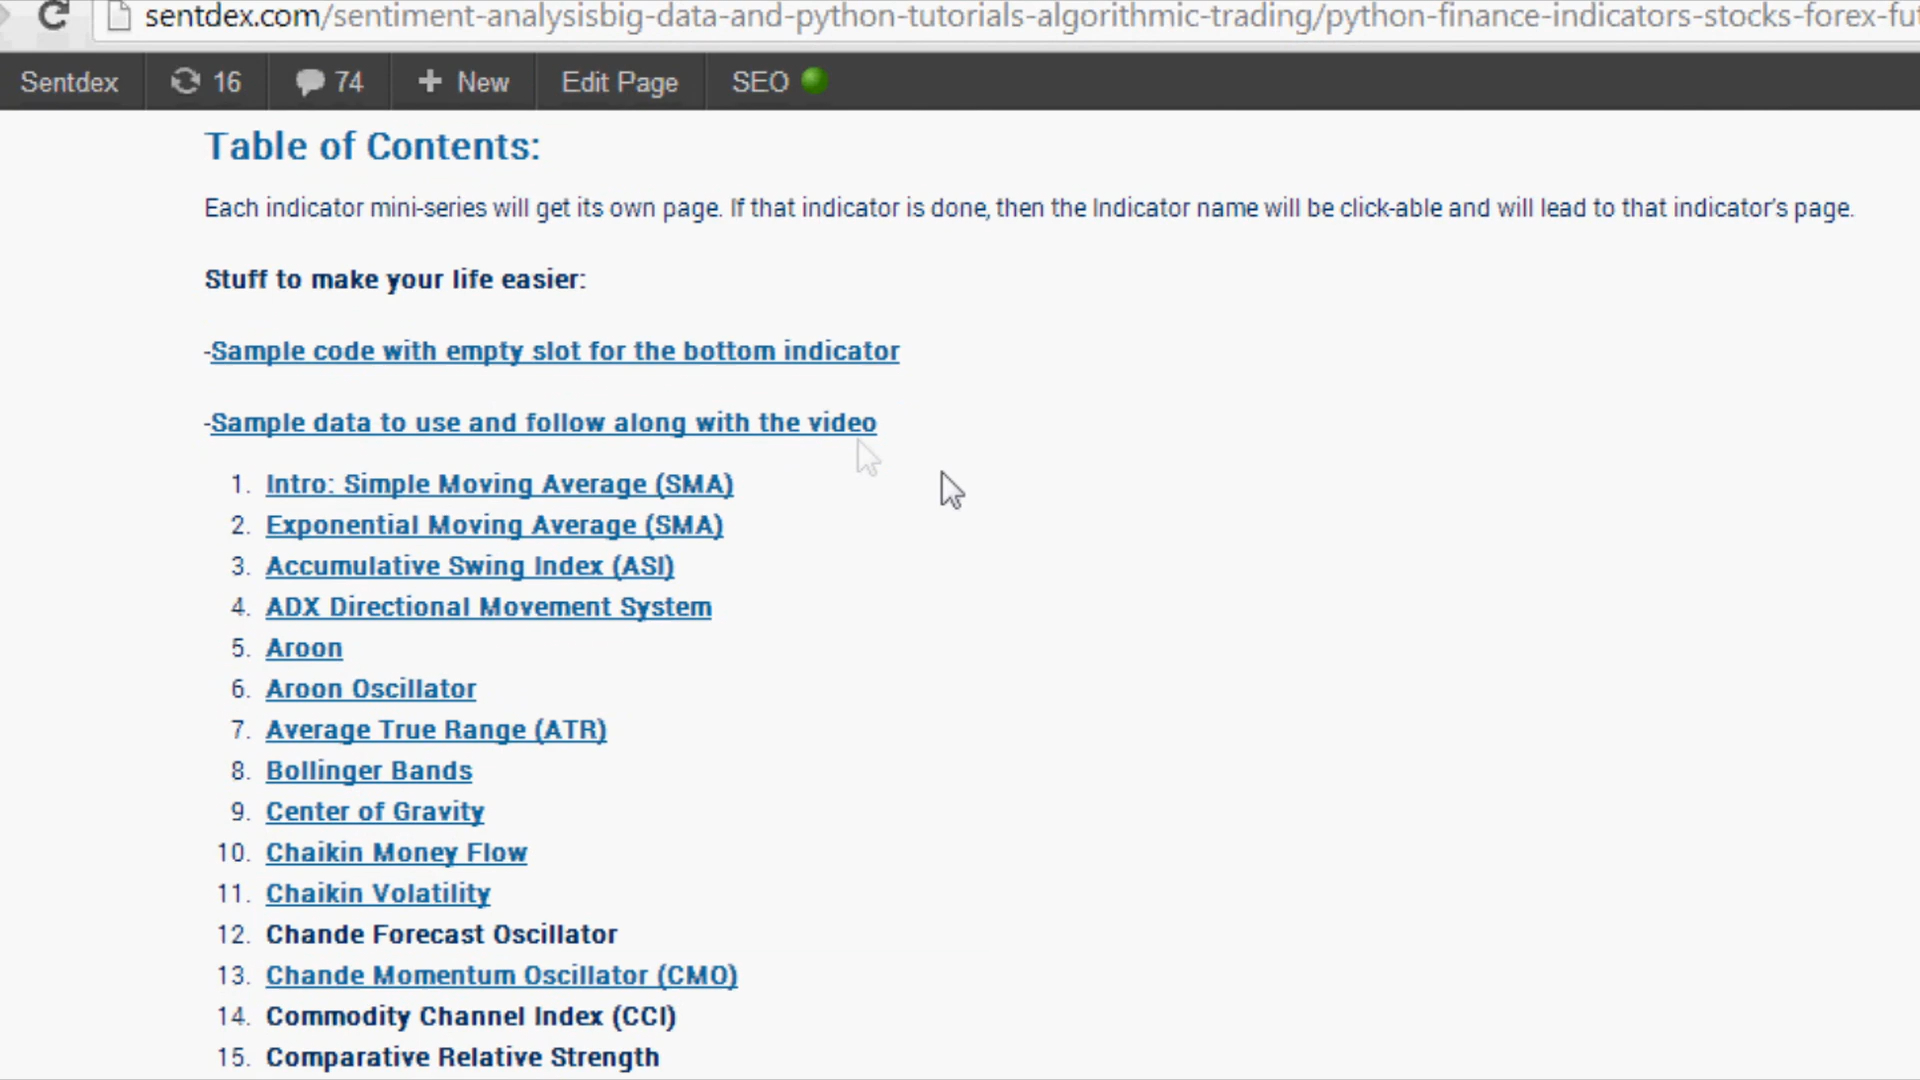 sentdex.com/sentiment-analysisbig-data-and-python-tutorials-algorithmic-trading/python-finance-indicators-stocks-forex-fut
Sentdex 16 74 + New Edit Page SEO
Table of Contents:
Each indicator mini-series will get its own page. If that indicator is done, then the Indicator name will be click-able and will lead to that indicator's page.
Stuff to make your life easier:
-Sample code with empty slot for the bottom indicator
-Sample data to use and follow along with the video
1. Intro: Simple Moving Average (SMA)
2. Exponential Moving Average (SMA)
3. Accumulative Swing Index (ASI)
4. ADX Directional Movement System
5. Aroon
6. Aroon Oscillator
7. Average True Range (ATR)
8. Bollinger Bands
9. Center of Gravity
10. Chaikin Money Flow
11. Chaikin Volatility
12. Chande Forecast Oscillator
13. Chande Momentum Oscillator (CMO)
14. Commodity Channel Index (CCI)
15. Comparative Relative Strength